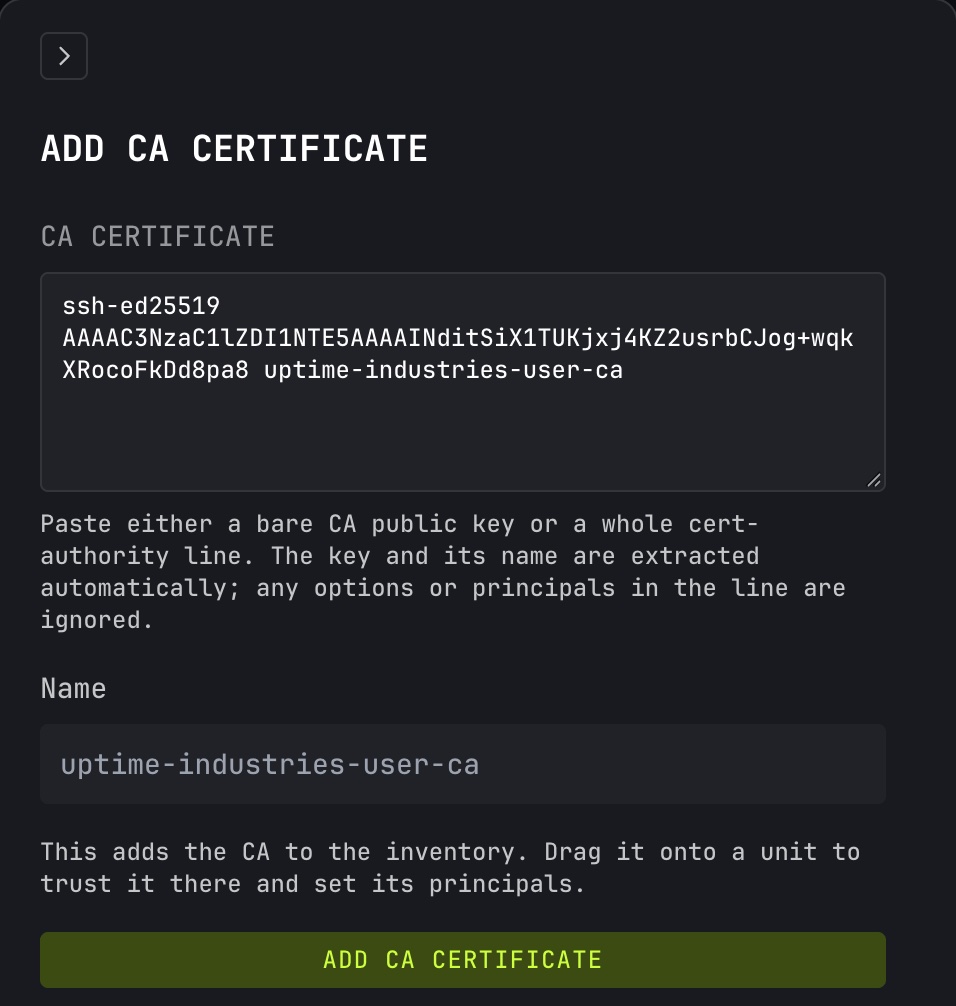 ADD CA CERTIFICATE
CA CERTIFICATE
ssh-ed25519
AAAAC3NzaC1lZDI1NTE5AAAAINditSiX1TUKjxj4KZ2usrbCJog+wqk
XRocoFkDd8pa8 uptime-industries-user-ca
Paste either a bare CA public key or a whole cert-
authority line. The key and its name are extracted
automatically; any options or principals in the line are
ignored.
Name
uptime-industries-user-ca
This adds the CA to the inventory. Drag it onto a unit to
trust it there and set its principals.
ADD CA CERTIFICATE